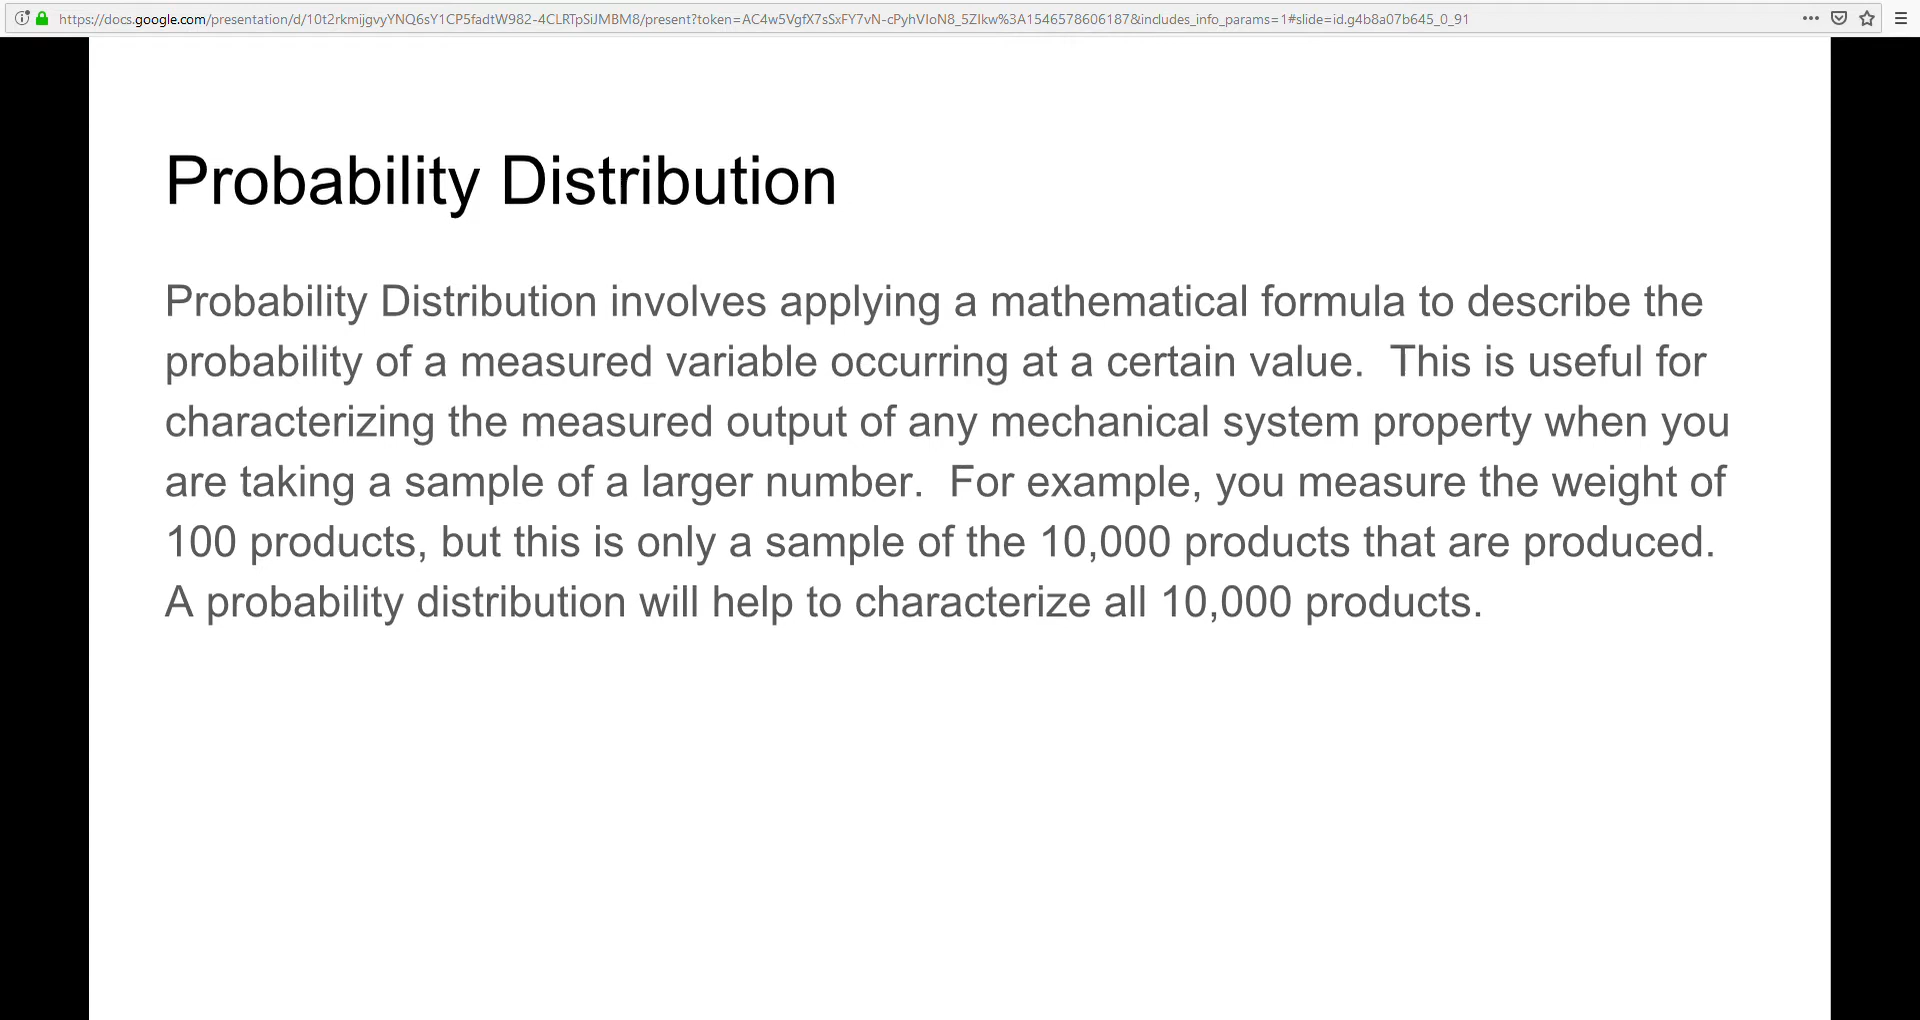 https://docs.google.com/presentation/d/10t2rkmijgvyYNQ6sY1CP5fadtW982-4CLRTpSiJMBM8/present?token=AC4w5VgfX7sSxFY7vN-cPyhVIoN8_5ZIkw%3A1546578606187&includes_info_params=1#slide=id.g4b8a07b645_0_91
Probability Distribution
Probability Distribution involves applying a mathematical formula to describe the
probability of a measured variable occurring at a certain value.  This is useful for
characterizing the measured output of any mechanical system property when you
are taking a sample of a larger number.  For example, you measure the weight of
100 products, but this is only a sample of the 10,000 products that are produced.
A probability distribution will help to characterize all 10,000 products.